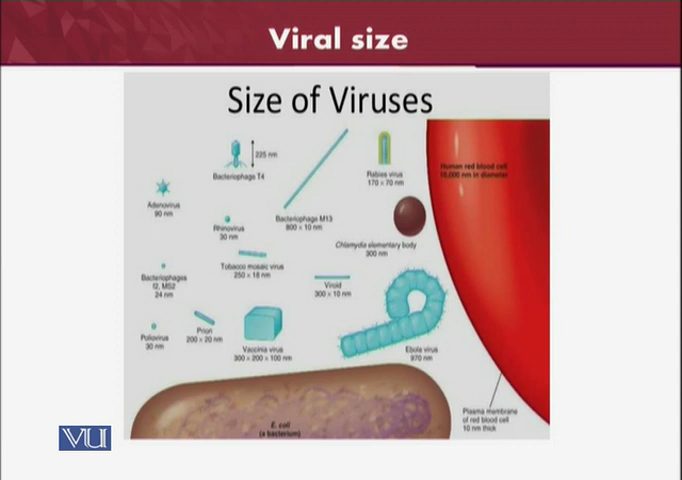 Viral size
Size of Viruses
225 nm
Bacteriophage T4
Rabies virus
170 × 70 nm
Human red blood cell
10,000 nm in diameter
Adenovirus
90 nm
Rhinovirus
30 nm
Bacteriophage M13
800 × 10 nm
Chlamydia elementary body
300 nm
Tobacco mosaic virus
250 × 18 nm
Bacteriophages
f2, MS2
24 nm
Viroid
300 × 10 nm
Poliovirus
30 nm
Prion
200 × 20 nm
Vaccinia virus
300 × 200 × 100 nm
Ebola virus
970 nm
Plasma membrane
of red blood cell
10 nm thick
E. coli
(a bacterium)
VU